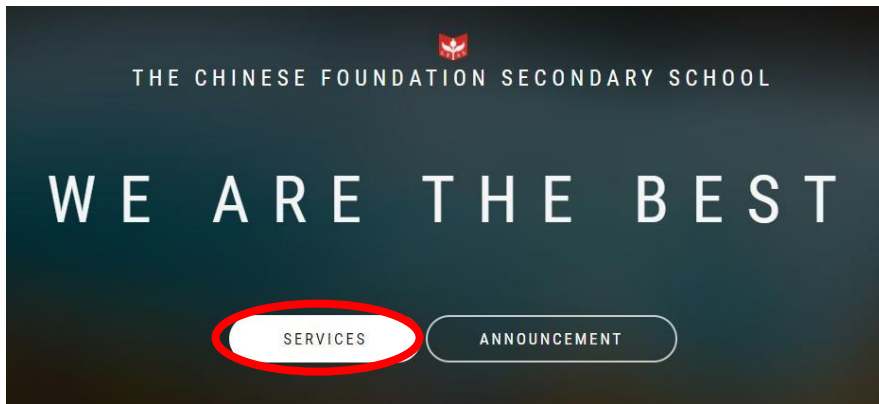 THE CHINESE FOUNDATION SECONDARY SCHOOL
WE ARE THE BEST
SERVICES
ANNOUNCEMENT